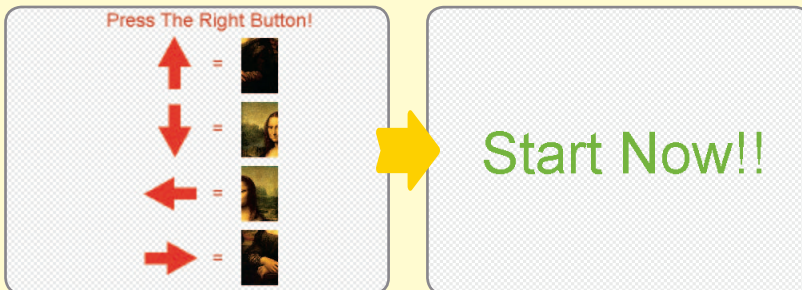 Press The Right Button!
=
=
=
=
Start Now!!